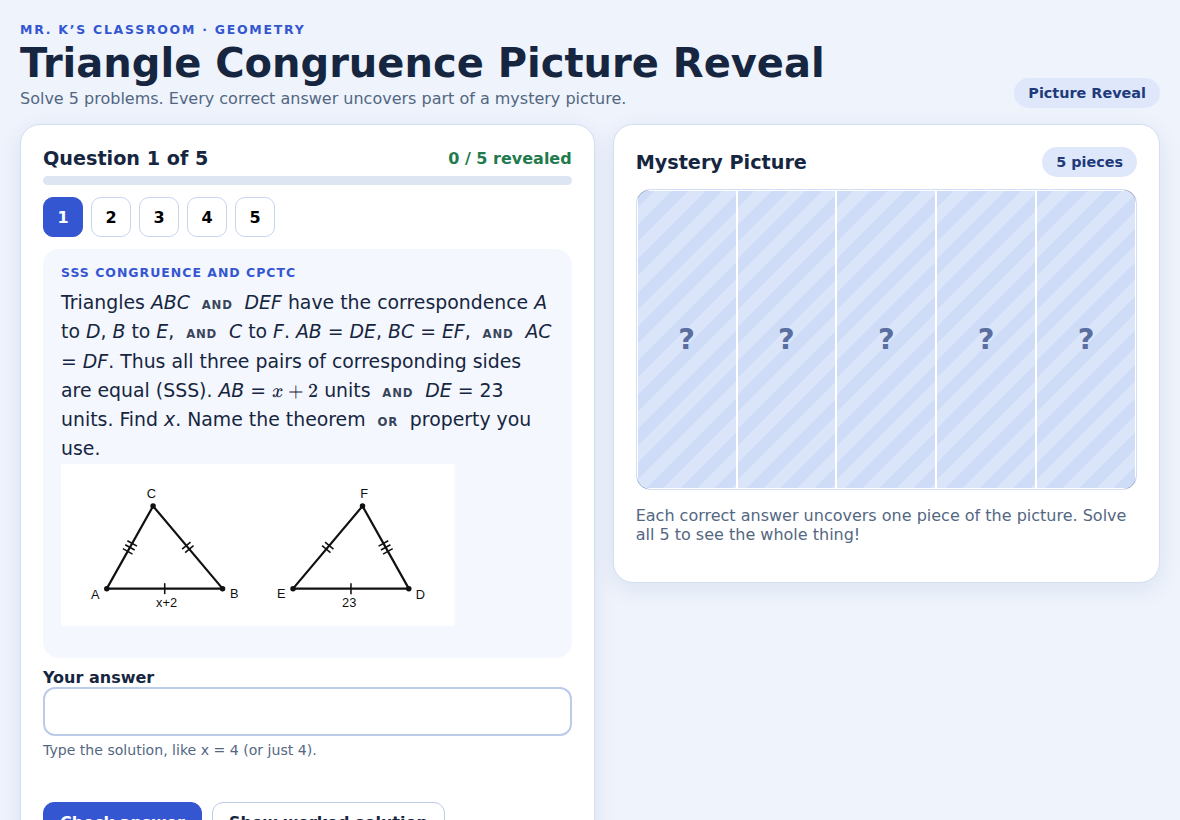 MR. K’S CLASSROOM · GEOMETRY
Triangle Congruence Picture Reveal
Solve 5 problems. Every correct answer uncovers part of a mystery picture.
Picture Reveal
Question 1 of 5
0 / 5 revealed
1 2 3 4 5
SSS CONGRUENCE AND CPCTC
Triangles ABC AND DEF have the correspondence A
to D, B to E, AND C to F. AB = DE, BC = EF, AND AC
= DF. Thus all three pairs of corresponding sides
are equal (SSS). AB = x + 2 units AND DE = 23
units. Find x. Name the theorem OR property you
use.
C F
A B E D
x+2 23
Your answer
Type the solution, like x = 4 (or just 4).
Check answer Show worked solution
Mystery Picture
5 pieces
? ? ? ? ?
Each correct answer uncovers one piece of the picture. Solve
all 5 to see the whole thing!